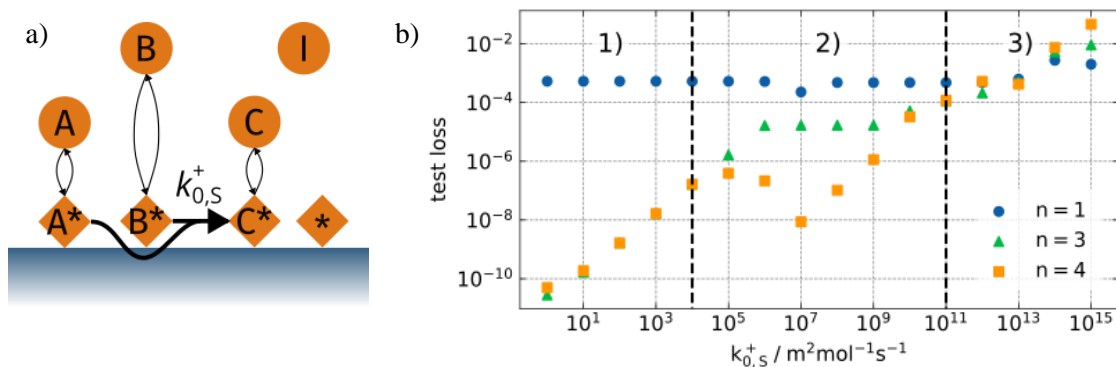 a)
B
I
A
C
k⁺₀,S
A*
B*
C*
*
b)
1)
2)
3)
test loss
10⁻²
10⁻⁴
10⁻⁶
10⁻⁸
10⁻¹⁰
n = 1
n = 3
n = 4
10¹ 10³ 10⁵ 10⁷ 10⁹ 10¹¹ 10¹³ 10¹⁵
k⁺₀,S / m²mol⁻¹s⁻¹